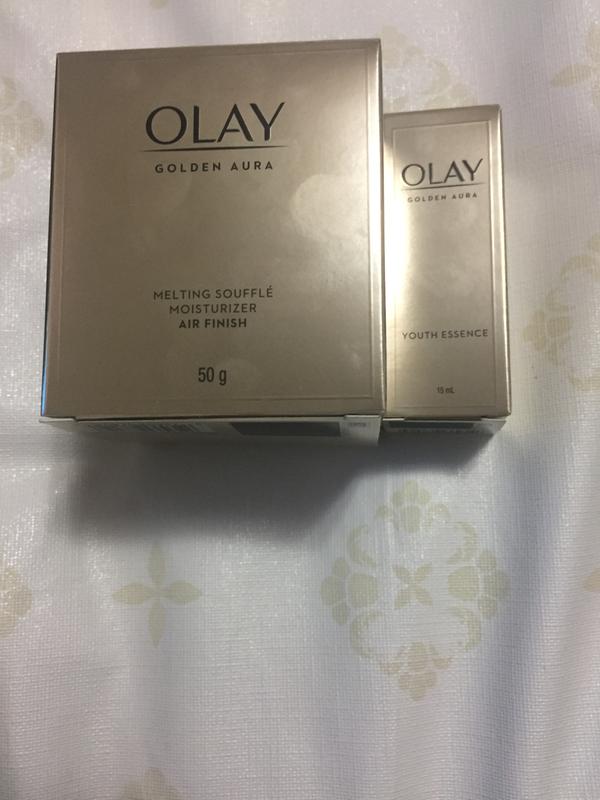 OLAY
GOLDEN AURA
MELTING SOUFFLÉ
MOISTURIZER
AIR FINISH
50 g
OLAY
GOLDEN AURA
YOUTH ESSENCE
15 mL